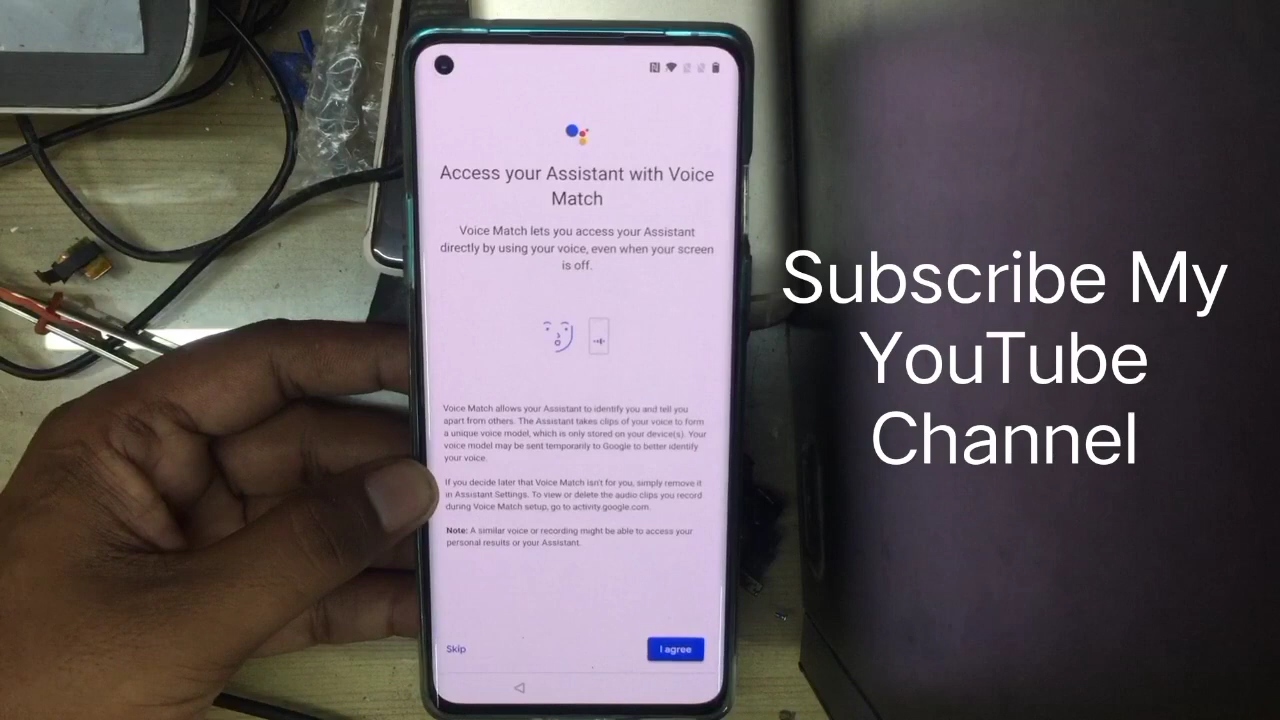 Access your Assistant with Voice
Match
Voice Match lets you access your Assistant
directly by using your voice, even when your screen
is off.
Voice Match allows your Assistant to identify you and tell you
apart from others. The Assistant takes clips of your voice to form
a unique voice model, which is only stored on your device(s). Your
voice model may be sent temporarily to Google to better identify
your voice.
If you decide later that Voice Match isn't for you, simply remove it
in Assistant Settings. To view or delete the audio clips you record
during Voice Match setup, go to activity.google.com.
Note: A similar voice or recording might be able to access your
personal results or your Assistant.
Skip
I agree
Subscribe My
YouTube
Channel